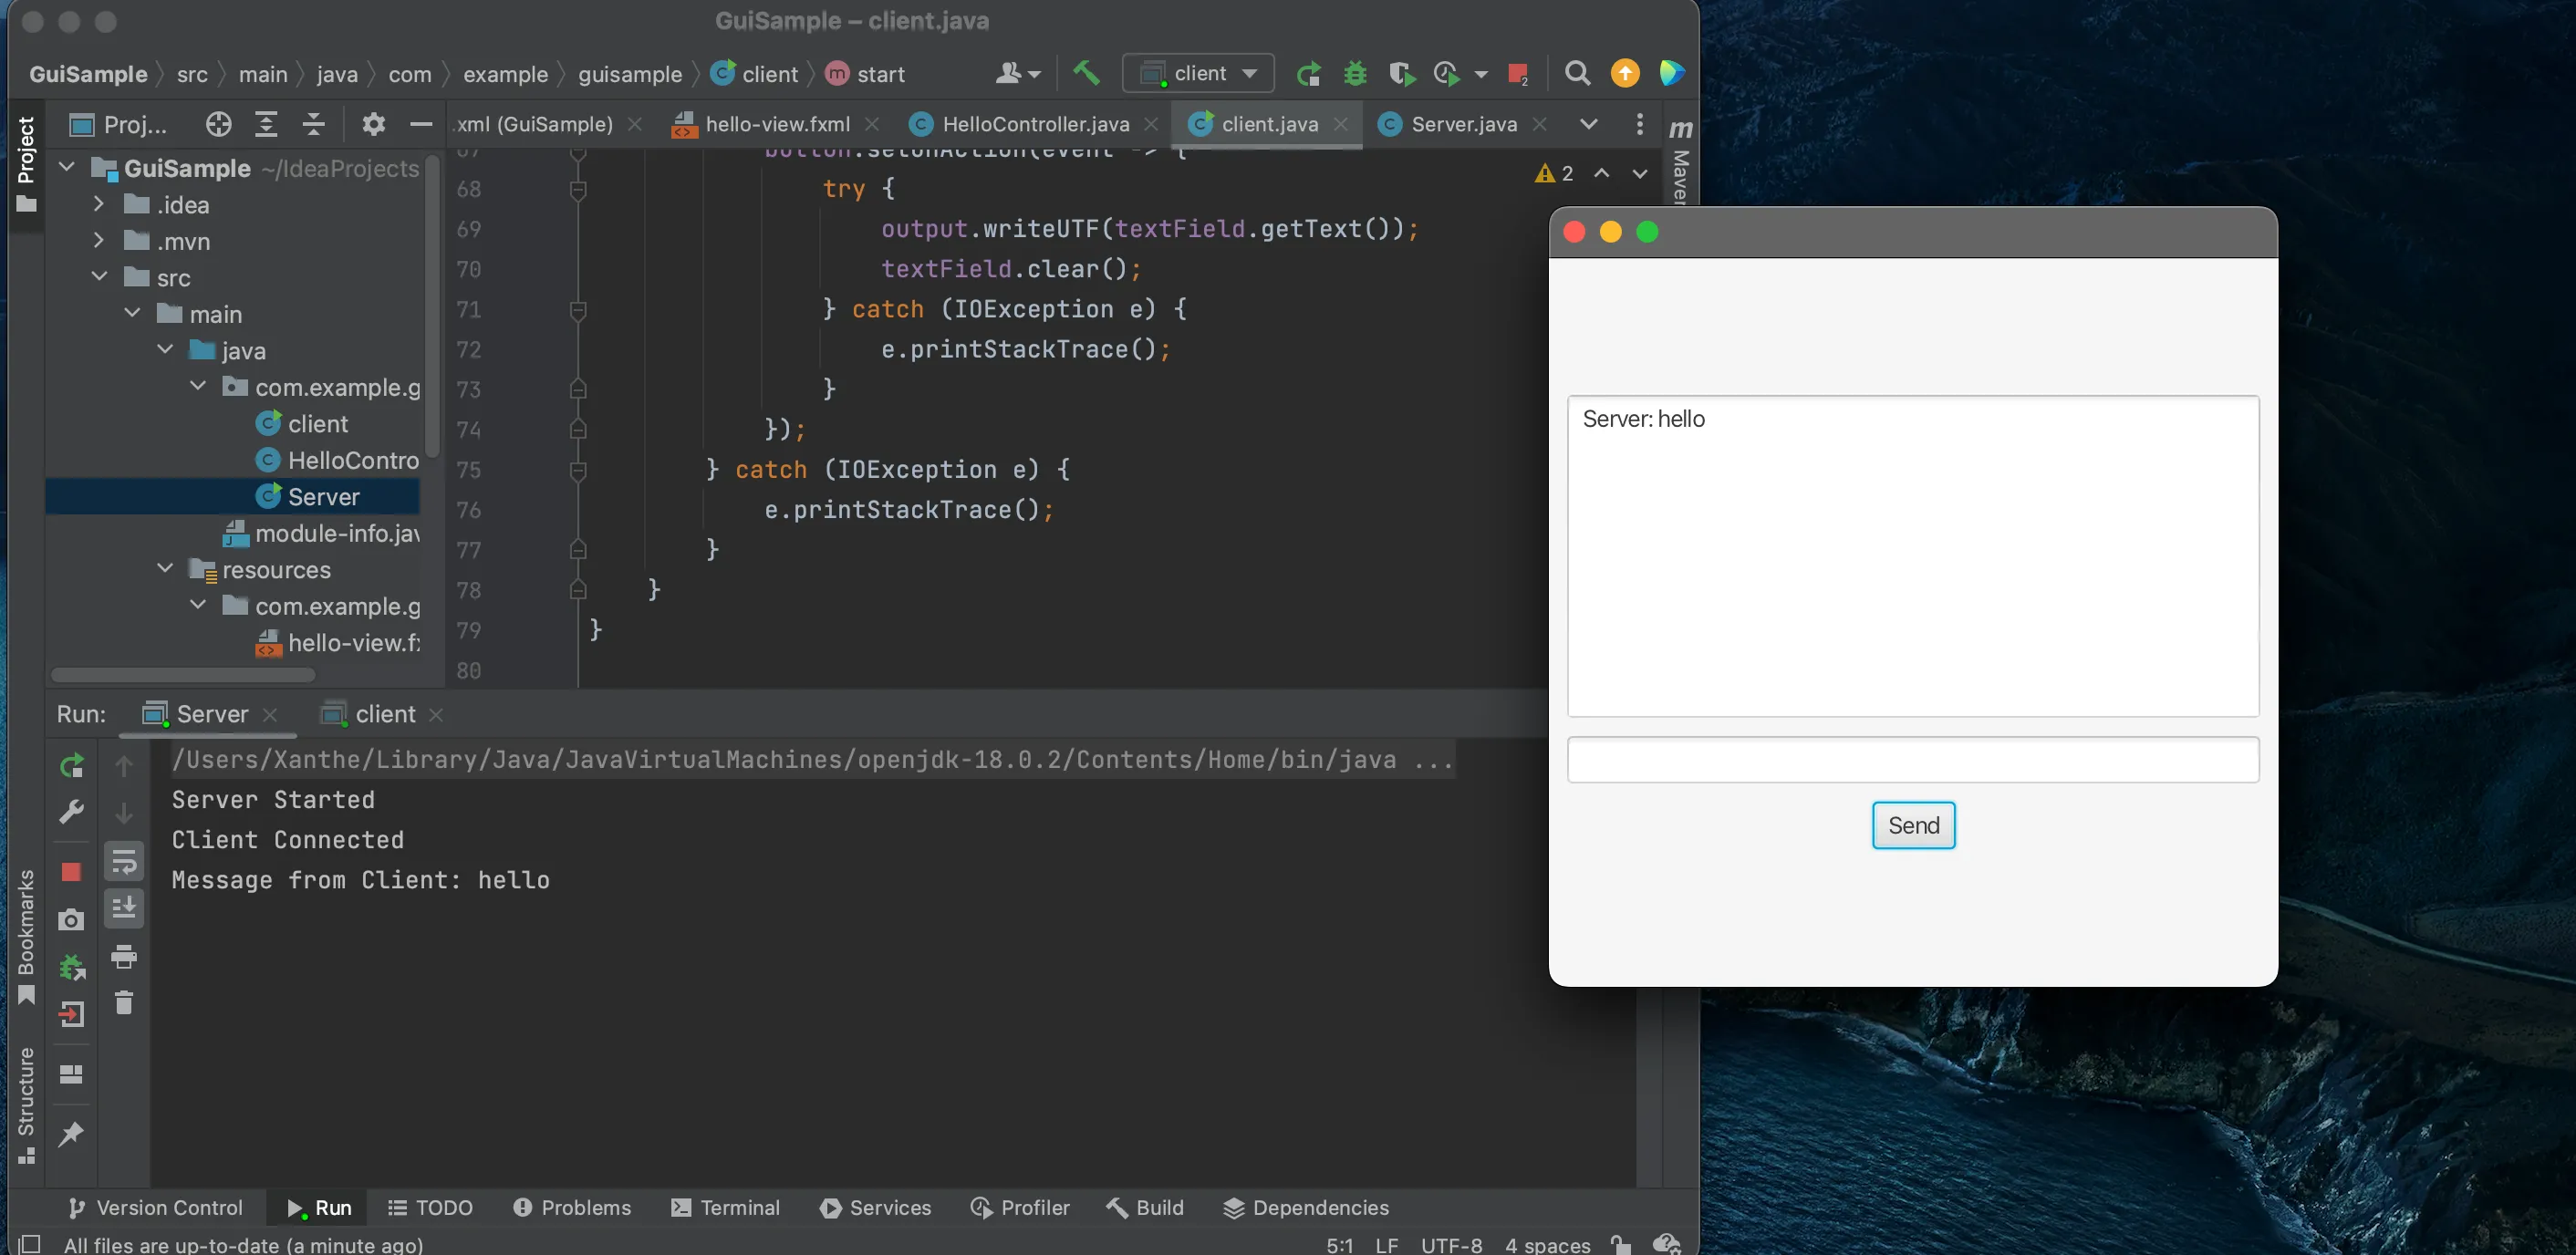 GuiSample – client.java
GuiSample src main java com example guisample client m start client 2
Project
Proj...
.xml (GuiSample) hello-view.fxml HelloController.java client.java Server.java
m Maven
GuiSample ~/IdeaProjects
.idea
.mvn
src
main
java
com.example.g
client
HelloContro
Server
module-info.jav
resources
com.example.g
hello-view.f
2
67 button.setOnAction(event -> {
68 try {
69 output.writeUTF(textField.getText());
70 textField.clear();
71 } catch (IOException e) {
72 e.printStackTrace();
73 }
74 });
75 } catch (IOException e) {
76 e.printStackTrace();
77 }
78 }
79 }
80
Server: hello
Send
Run: Server client
/Users/Xanthe/Library/Java/JavaVirtualMachines/openjdk-18.0.2/Contents/Home/bin/java ...
Server Started
Client Connected
Message from Client: hello
Bookmarks
Structure
Version Control Run TODO Problems Terminal Services Profiler Build Dependencies
All files are up-to-date (a minute ago) 5:1 LF UTF-8 4 spaces